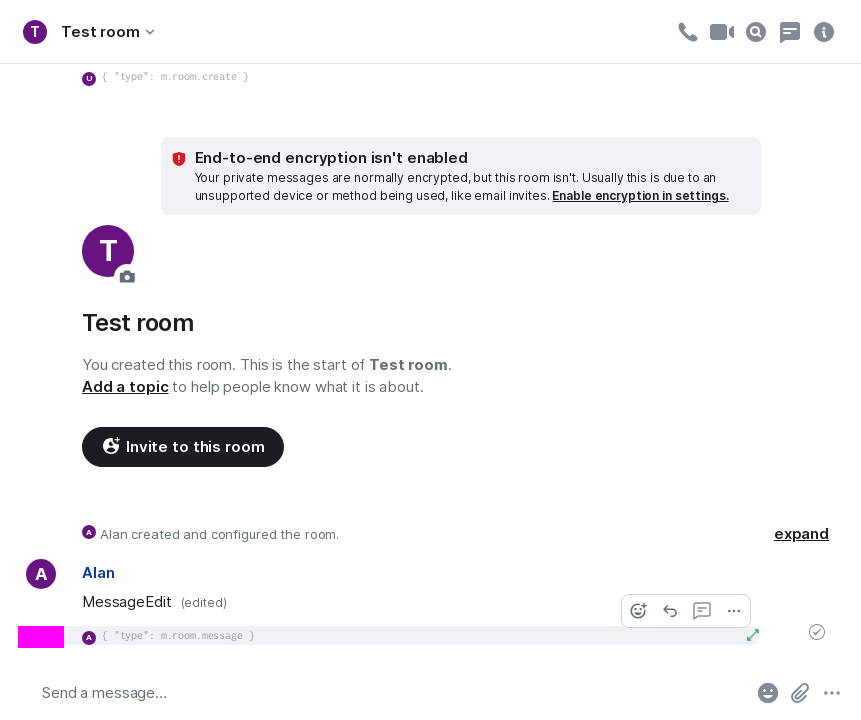 T Test room
U { "type": m.room.create }
End-to-end encryption isn't enabled
Your private messages are normally encrypted, but this room isn't. Usually this is due to an
unsupported device or method being used, like email invites. Enable encryption in settings.
T
Test room
You created this room. This is the start of Test room.
Add a topic to help people know what it is about.
Invite to this room
A Alan created and configured the room. expand
A Alan
MessageEdit (edited)
A { "type": m.room.message }
Send a message…